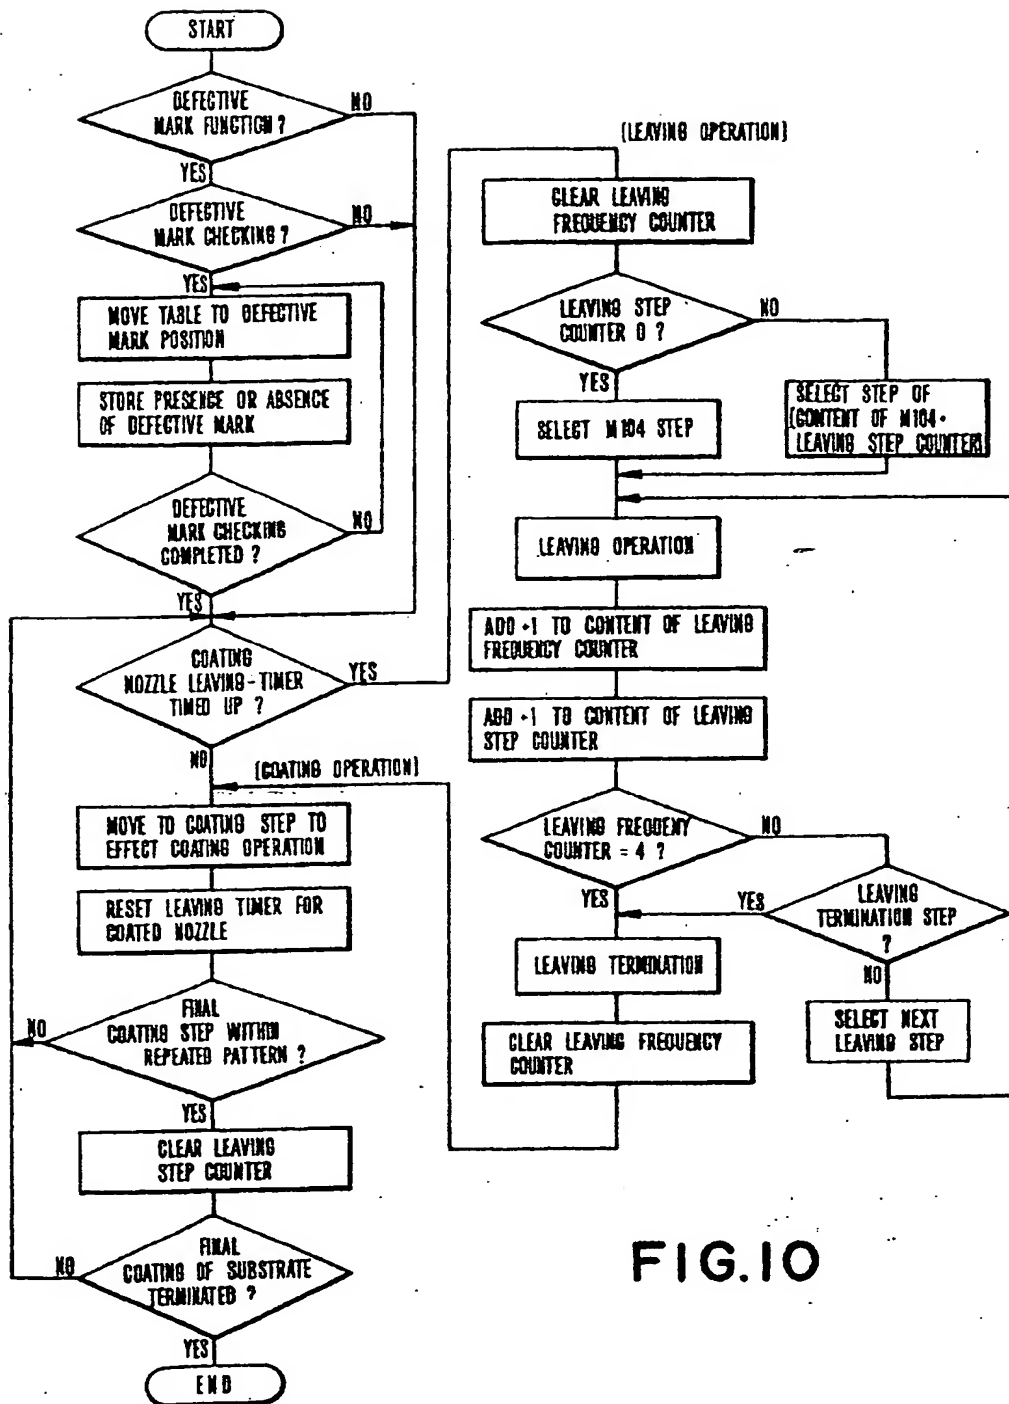 START
DEFECTIVE
MARK FUNCTION?
NO
YES
DEFECTIVE
MARK CHECKING?
NO
YES
MOVE TABLE TO DEFECTIVE
MARK POSITION
STORE PRESENCE OR ABSENCE
OF DEFECTIVE MARK
DEFECTIVE
MARK CHECKING
COMPLETED ?
NO
YES
COATING
NOZZLE LEAVING-TIMER
TIMED UP ?
YES
NO
(COATING OPERATION)
MOVE TO COATING STEP TO
EFFECT COATING OPERATION
RESET LEAVING TIMER FOR
COATED NOZZLE
FINAL
COATING STEP WITHIN
REPEATED PATTERN ?
NO
YES
CLEAR LEAVING
STEP COUNTER
FINAL
COATING OF SUBSTRATE
TERMINATED ?
NO
YES
END
(LEAVING OPERATION)
CLEAR LEAVING
FREQUENCY COUNTER
LEAVING STEP
COUNTER 0 ?
NO
YES
SELECT M104 STEP
SELECT STEP OF
(CONTENT OF M104+
LEAVING STEP COUNTER)
LEAVING OPERATION
ADD +1 TO CONTENT OF LEAVING
FREQUENCY COUNTER
ADD +1 TO CONTENT OF LEAVING
STEP COUNTER
LEAVING FREQUENY
COUNTER = 4 ?
NO
YES
LEAVING
TERMINATION STEP
?
YES
NO
LEAVING TERMINATION
SELECT NEXT
LEAVING STEP
CLEAR LEAVING FREQUENCY
COUNTER
FIG.10